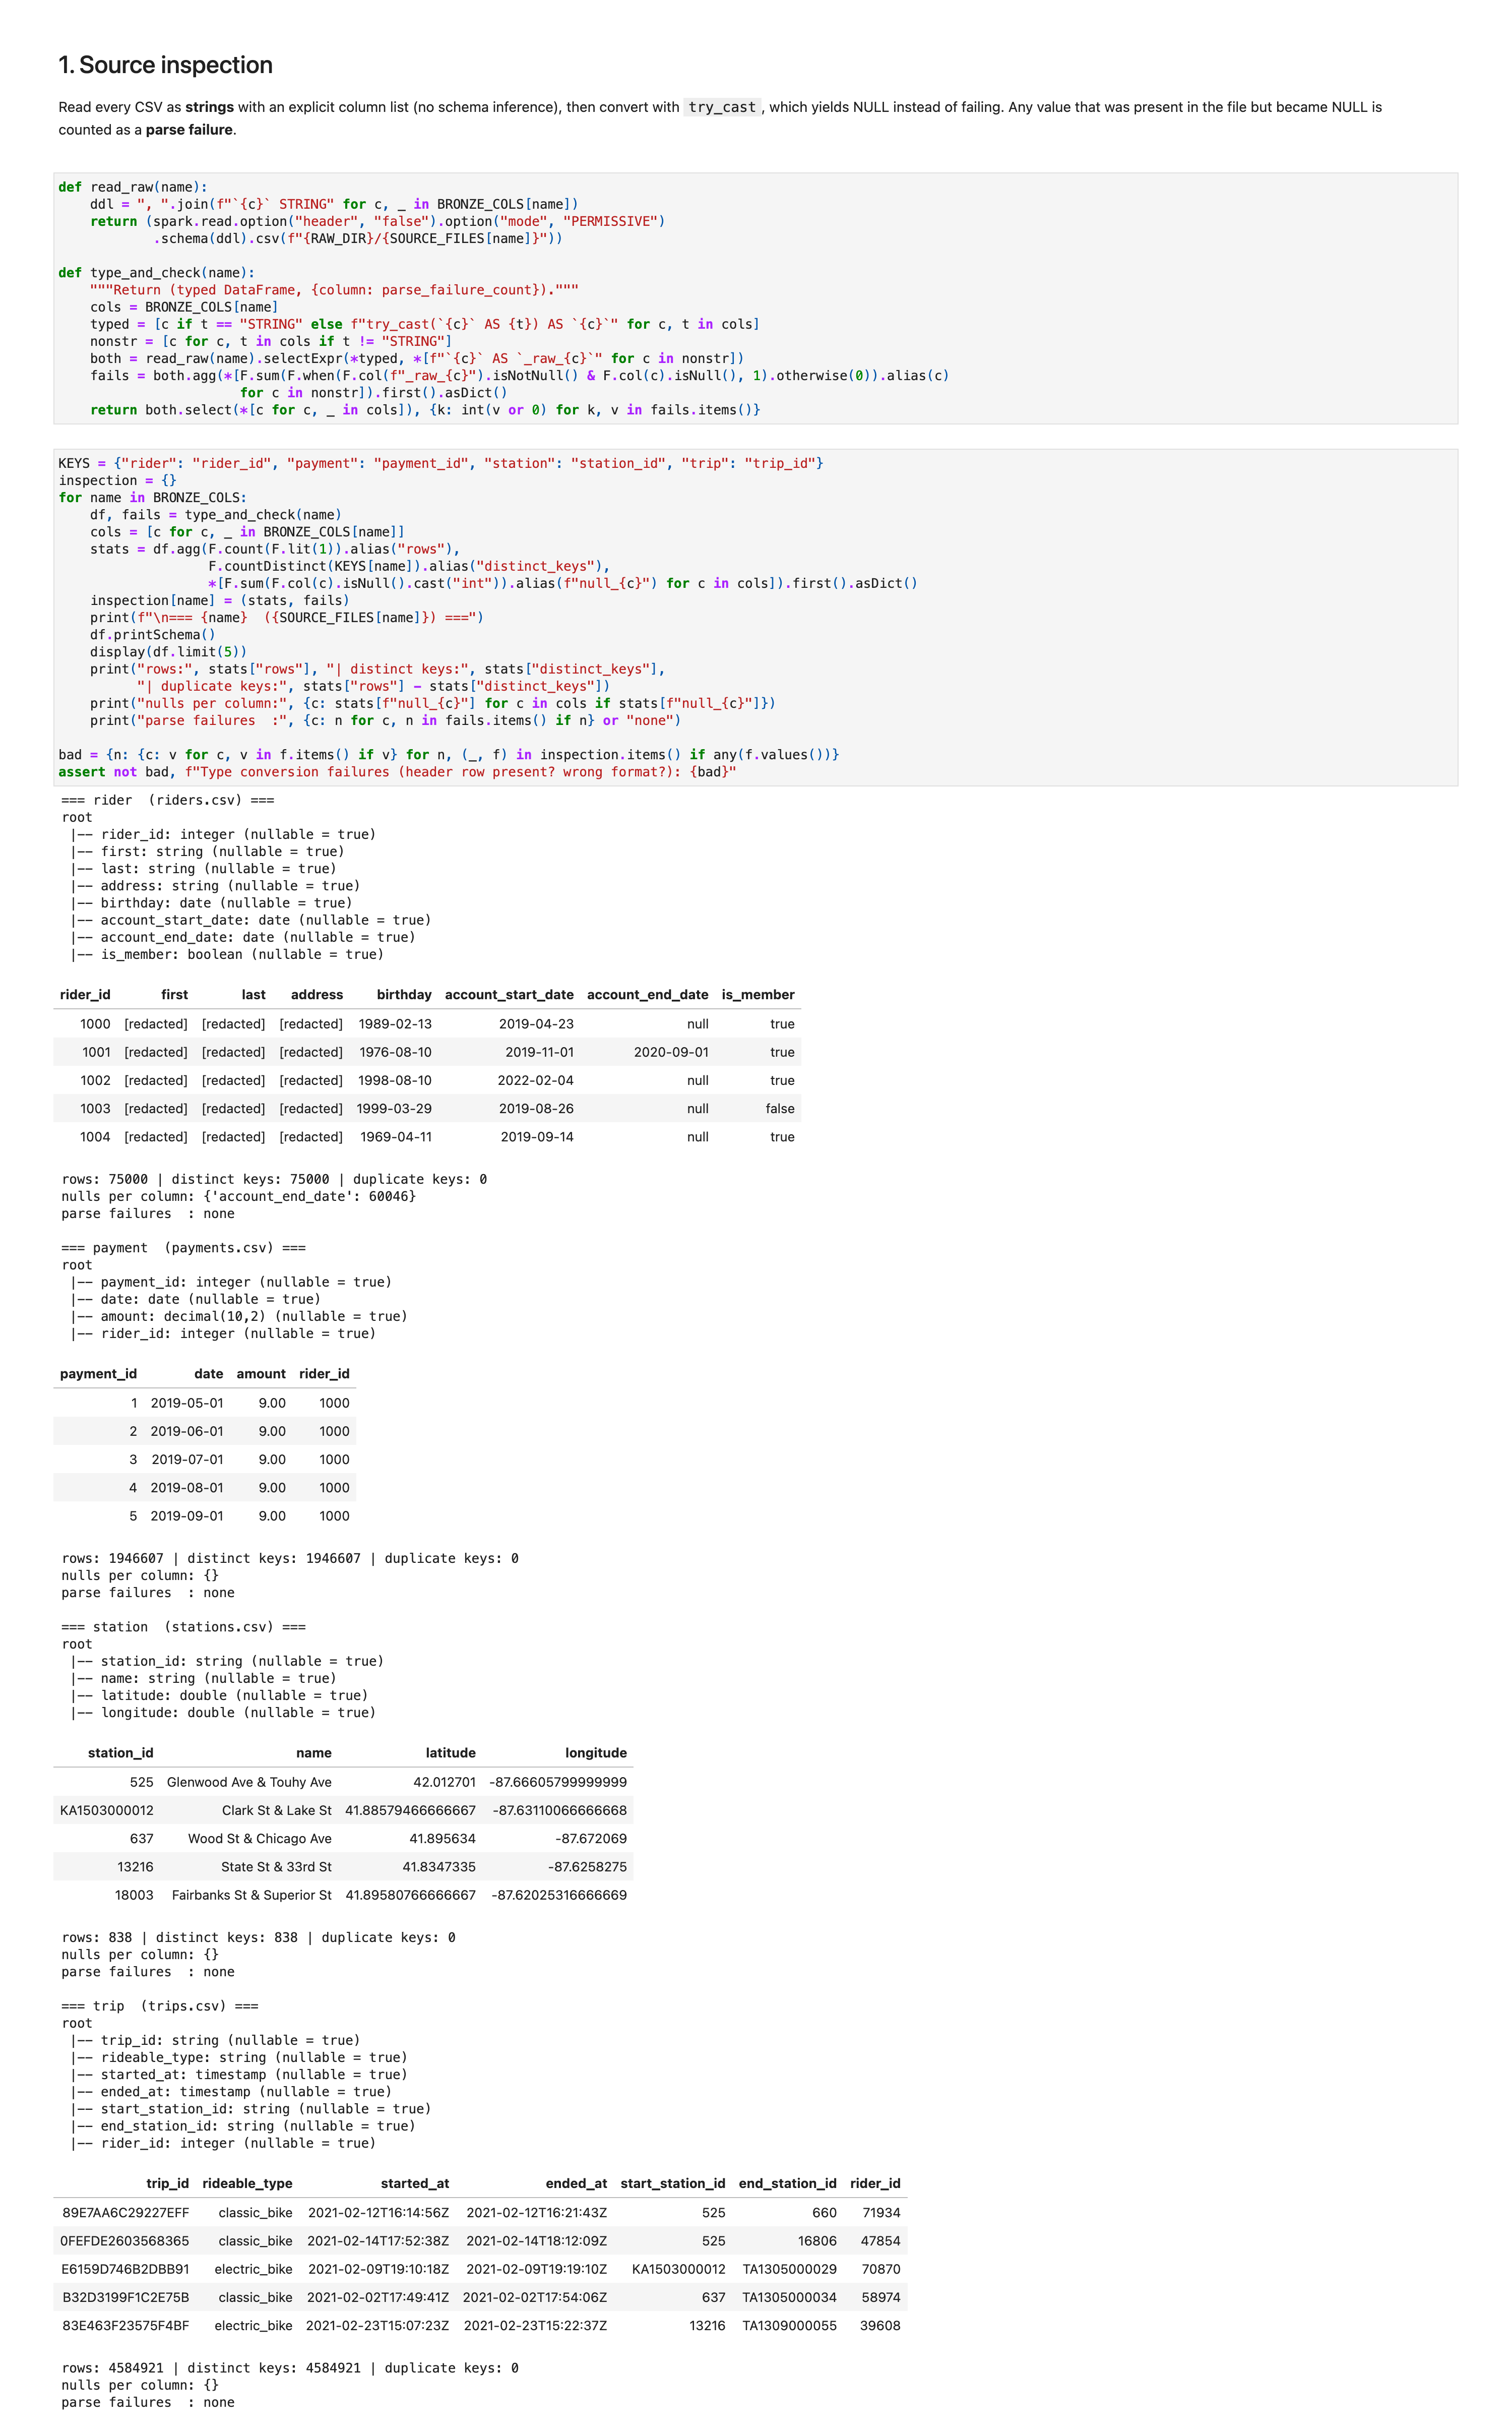 1. Source inspection
Read every CSV as strings with an explicit column list (no schema inference), then convert with try_cast, which yields NULL instead of failing. Any value that was present in the file but became NULL is
counted as a parse failure.
def read_raw(name):
    ddl = ", ".join(f"`{c}` STRING" for c, _ in BRONZE_COLS[name])
    return (spark.read.option("header", "false").option("mode", "PERMISSIVE")
            .schema(ddl).csv(f"{RAW_DIR}/{SOURCE_FILES[name]}"))
def type_and_check(name):
    """Return (typed DataFrame, {column: parse_failure_count})."""
    cols = BRONZE_COLS[name]
    typed = [c if t == "STRING" else f"try_cast(`{c}` AS {t}) AS `{c}`" for c, t in cols]
    nonstr = [c for c, t in cols if t != "STRING"]
    both = read_raw(name).selectExpr(*typed, *[f"`{c}` AS `_raw_{c}`" for c in nonstr])
    fails = both.agg(*[F.sum(F.when(F.col(f"_raw_{c}").isNotNull() & F.col(c).isNull(), 1).otherwise(0)).alias(c)
                       for c in nonstr]).first().asDict()
    return both.select(*[c for c, _ in cols]), {k: int(v or 0) for k, v in fails.items()}
KEYS = {"rider": "rider_id", "payment": "payment_id", "station": "station_id", "trip": "trip_id"}
inspection = {}
for name in BRONZE_COLS:
    df, fails = type_and_check(name)
    cols = [c for c, _ in BRONZE_COLS[name]]
    stats = df.agg(F.count(F.lit(1)).alias("rows"),
                   F.countDistinct(KEYS[name]).alias("distinct_keys"),
                   *[F.sum(F.col(c).isNull().cast("int")).alias(f"null_{c}") for c in cols]).first().asDict()
    inspection[name] = (stats, fails)
    print(f"\n=== {name}  ({SOURCE_FILES[name]}) ===")
    df.printSchema()
    display(df.limit(5))
    print("rows:", stats["rows"], "| distinct keys:", stats["distinct_keys"],
          "| duplicate keys:", stats["rows"] - stats["distinct_keys"])
    print("nulls per column:", {c: stats[f"null_{c}"] for c in cols if stats[f"null_{c}"]})
    print("parse failures  :", {c: n for c, n in fails.items() if n} or "none")
bad = {n: {c: v for c, v in f.items() if v} for n, (_, f) in inspection.items() if any(f.values())}
assert not bad, f"Type conversion failures (header row present? wrong format?): {bad}"
=== rider  (riders.csv) ===
root
 |-- rider_id: integer (nullable = true)
 |-- first: string (nullable = true)
 |-- last: string (nullable = true)
 |-- address: string (nullable = true)
 |-- birthday: date (nullable = true)
 |-- account_start_date: date (nullable = true)
 |-- account_end_date: date (nullable = true)
 |-- is_member: boolean (nullable = true)
rider_id first last address birthday account_start_date account_end_date is_member
1000 [redacted] [redacted] [redacted] 1989-02-13 2019-04-23 null true
1001 [redacted] [redacted] [redacted] 1976-08-10 2019-11-01 2020-09-01 true
1002 [redacted] [redacted] [redacted] 1998-08-10 2022-02-04 null true
1003 [redacted] [redacted] [redacted] 1999-03-29 2019-08-26 null false
1004 [redacted] [redacted] [redacted] 1969-04-11 2019-09-14 null true
rows: 75000 | distinct keys: 75000 | duplicate keys: 0
nulls per column: {'account_end_date': 60046}
parse failures  : none
=== payment  (payments.csv) ===
root
 |-- payment_id: integer (nullable = true)
 |-- date: date (nullable = true)
 |-- amount: decimal(10,2) (nullable = true)
 |-- rider_id: integer (nullable = true)
payment_id date amount rider_id
1 2019-05-01 9.00 1000
2 2019-06-01 9.00 1000
3 2019-07-01 9.00 1000
4 2019-08-01 9.00 1000
5 2019-09-01 9.00 1000
rows: 1946607 | distinct keys: 1946607 | duplicate keys: 0
nulls per column: {}
parse failures  : none
=== station  (stations.csv) ===
root
 |-- station_id: string (nullable = true)
 |-- name: string (nullable = true)
 |-- latitude: double (nullable = true)
 |-- longitude: double (nullable = true)
station_id name latitude longitude
525 Glenwood Ave & Touhy Ave 42.012701 -87.66605799999999
KA1503000012 Clark St & Lake St 41.88579466666667 -87.63110066666668
637 Wood St & Chicago Ave 41.895634 -87.672069
13216 State St & 33rd St 41.8347335 -87.6258275
18003 Fairbanks St & Superior St 41.89580766666667 -87.62025316666669
rows: 838 | distinct keys: 838 | duplicate keys: 0
nulls per column: {}
parse failures  : none
=== trip  (trips.csv) ===
root
 |-- trip_id: string (nullable = true)
 |-- rideable_type: string (nullable = true)
 |-- started_at: timestamp (nullable = true)
 |-- ended_at: timestamp (nullable = true)
 |-- start_station_id: string (nullable = true)
 |-- end_station_id: string (nullable = true)
 |-- rider_id: integer (nullable = true)
trip_id rideable_type started_at ended_at start_station_id end_station_id rider_id
89E7AA6C29227EFF classic_bike 2021-02-12T16:14:56Z 2021-02-12T16:21:43Z 525 660 71934
0FEFDE2603568365 classic_bike 2021-02-14T17:52:38Z 2021-02-14T18:12:09Z 525 16806 47854
E6159D746B2DBB91 electric_bike 2021-02-09T19:10:18Z 2021-02-09T19:19:10Z KA1503000012 TA1305000029 70870
B32D3199F1C2E75B classic_bike 2021-02-02T17:49:41Z 2021-02-02T17:54:06Z 637 TA1305000034 58974
83E463F23575F4BF electric_bike 2021-02-23T15:07:23Z 2021-02-23T15:22:37Z 13216 TA1309000055 39608
rows: 4584921 | distinct keys: 4584921 | duplicate keys: 0
nulls per column: {}
parse failures  : none